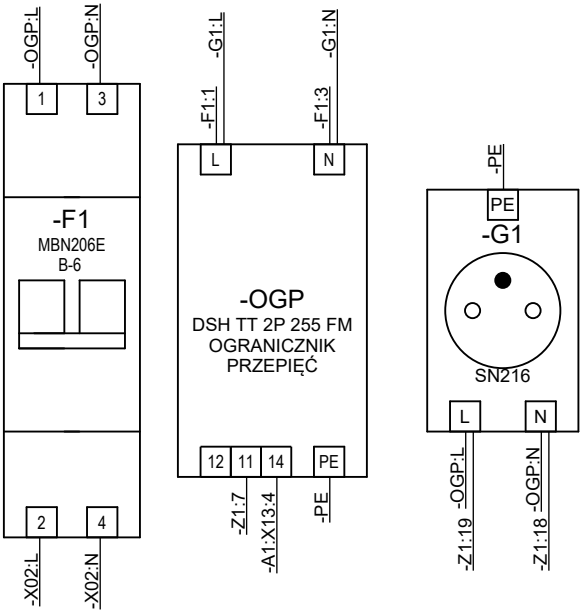 -OGP:L
-OGP:N
1
3
-F1
MBN206E
B-6
2
4
-X02:L
-X02:N
-G1:L
-F1:1
-G1:N
-F1:3
L
N
-OGP
DSH TT 2P 255 FM
OGRANICZNIK
PRZEPIĘĆ
12
11
14
PE
-Z1:7
-A1:X13:4
-PE
-PE
PE
-G1
SN216
L
N
-OGP:L
-Z1:19
-OGP:N
-Z1:18